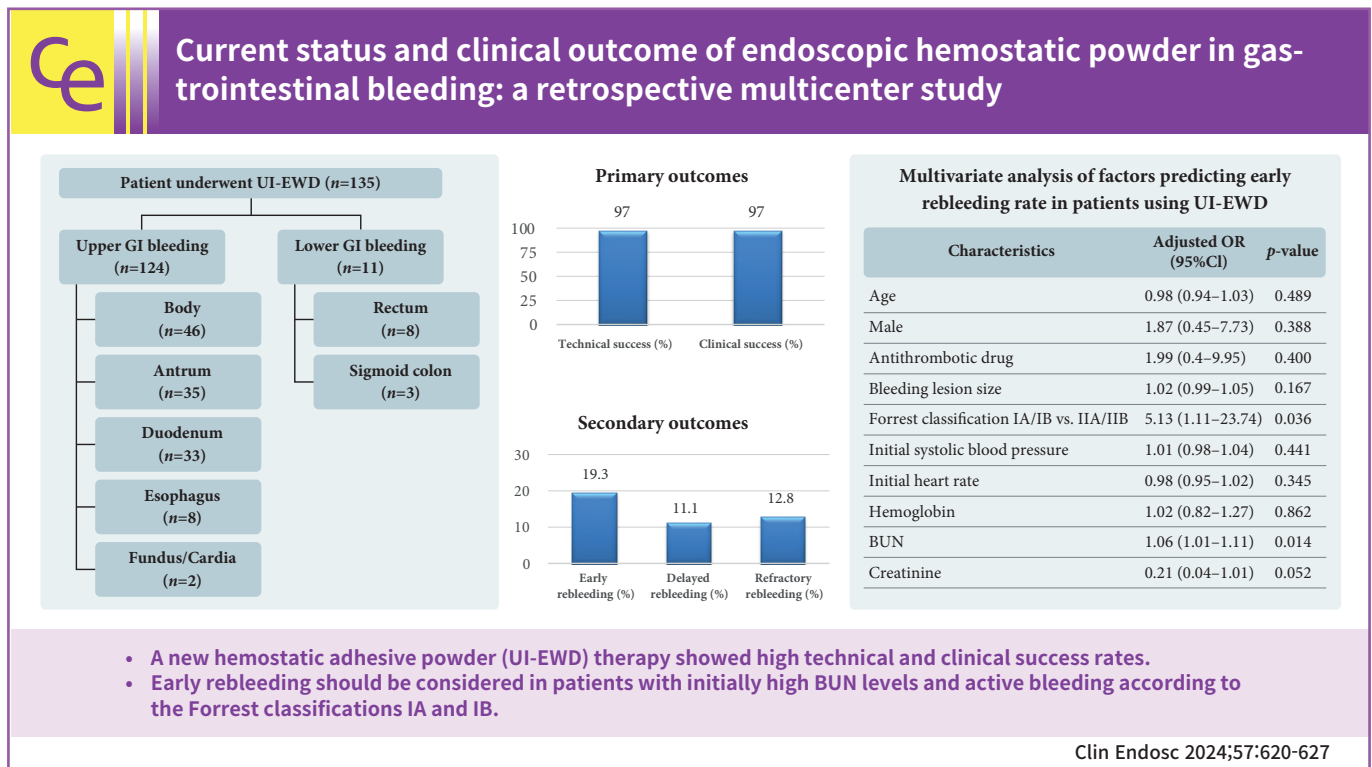 Ce
Current status and clinical outcome of endoscopic hemostatic powder in gas-
trointestinal bleeding: a retrospective multicenter study
Patient underwent UI-EWD (n=135)
Upper GI bleeding
(n=124)
Body
(n=46)
Antrum
(n=35)
Duodenum
(n=33)
Esophagus
(n=8)
Fundus/Cardia
(n=2)
Lower GI bleeding
(n=11)
Rectum
(n=8)
Sigmoid colon
(n=3)
Primary outcomes
97 97
100
75
50
25
0
Technical success (%) Clinical success (%)
Secondary outcomes
30
20
10
0
19.3 11.1 12.8
Early Delayed Refractory
rebleeding (%) rebleeding (%) rebleeding (%)
Multivariate analysis of factors predicting early
rebleeding rate in patients using UI-EWD
Characteristics Adjusted OR (95%Cl) p-value
Age 0.98 (0.94–1.03) 0.489
Male 1.87 (0.45–7.73) 0.388
Antithrombotic drug 1.99 (0.4–9.95) 0.400
Bleeding lesion size 1.02 (0.99–1.05) 0.167
Forrest classification IA/IB vs. IIA/IIB 5.13 (1.11–23.74) 0.036
Initial systolic blood pressure 1.01 (0.98–1.04) 0.441
Initial heart rate 0.98 (0.95–1.02) 0.345
Hemoglobin 1.02 (0.82–1.27) 0.862
BUN 1.06 (1.01–1.11) 0.014
Creatinine 0.21 (0.04–1.01) 0.052
• A new hemostatic adhesive powder (UI-EWD) therapy showed high technical and clinical success rates.
• Early rebleeding should be considered in patients with initially high BUN levels and active bleeding according to
the Forrest classifications IA and IB.
Clin Endosc 2024;57:620-627